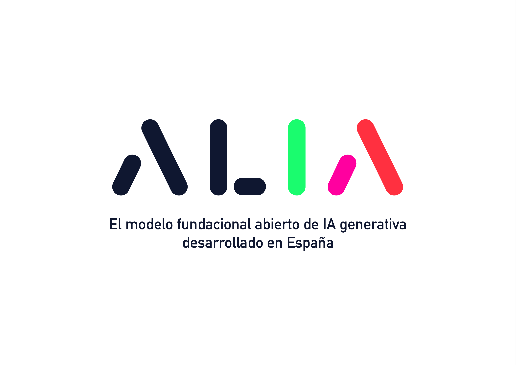 ALIA
El modelo fundacional abierto de IA generativa
desarrollado en España